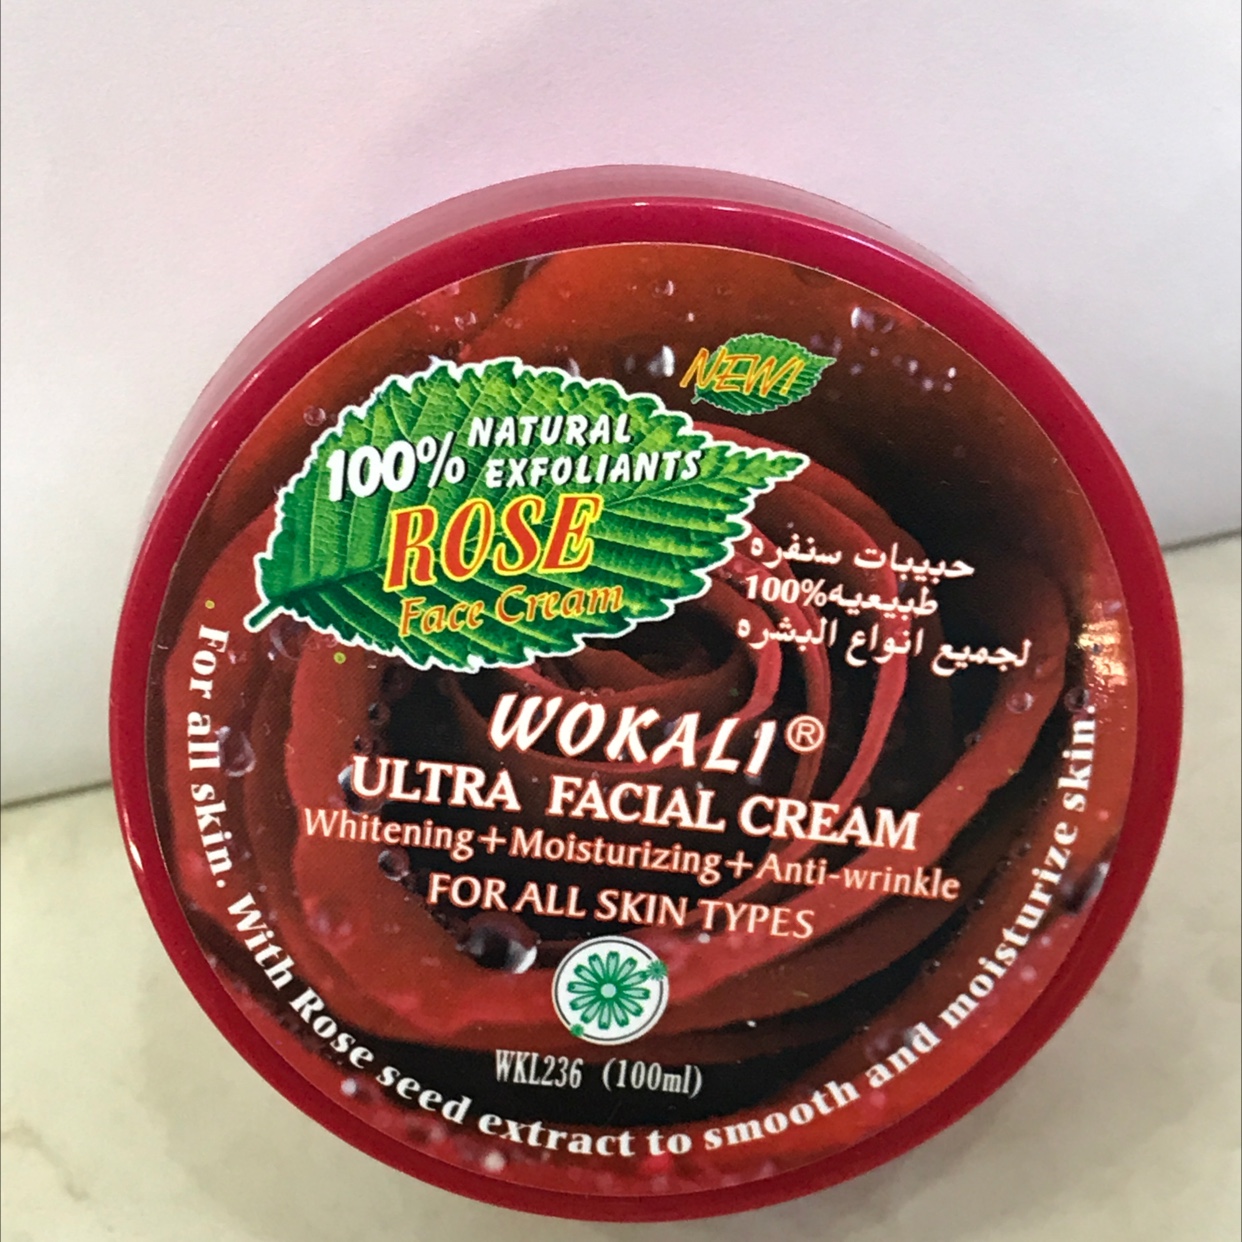 NEW!
100% NATURAL
EXFOLIANTS
ROSE
Face Cream
حبيبات سنفره
طبيعيه100%
لجميع انواع البشره
WOKALI®
ULTRA FACIAL CREAM
Whitening+Moisturizing+Anti-wrinkle
FOR ALL SKIN TYPES
WKL236 (100ml)
For all skin. With Rose seed extract to smooth and moisturize skin.